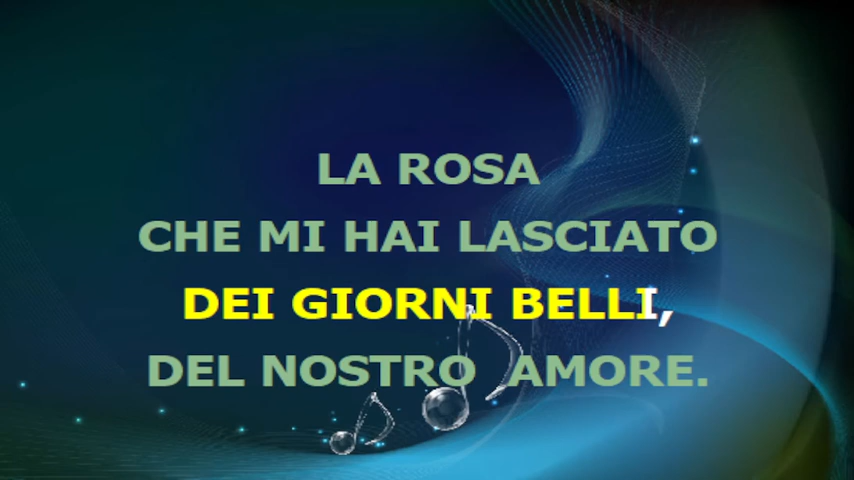 LA ROSA
CHE MI HAI LASCIATO
DEI GIORNI BELLI,
DEL NOSTRO AMORE.